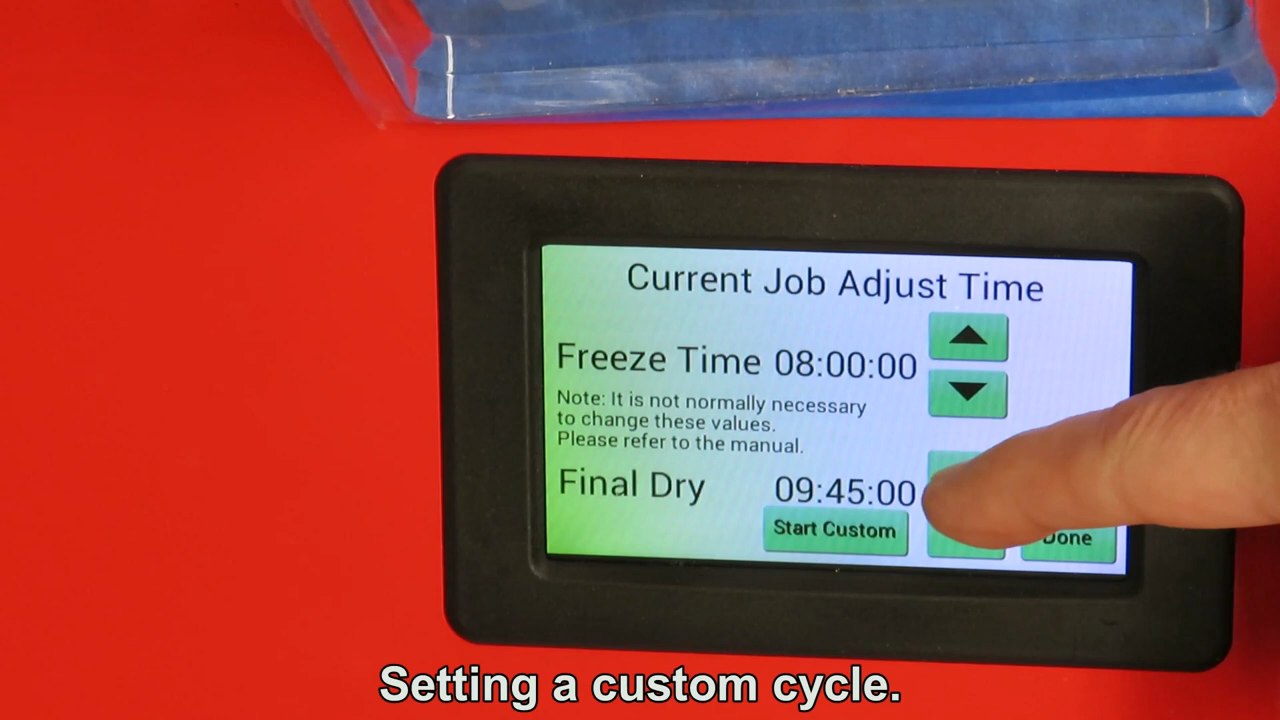 Current Job Adjust Time
Freeze Time 08:00:00
Note: It is not normally necessary
to change these values.
Please refer to the manual.
Final Dry 09:45:00
Start Custom
Done
Setting a custom cycle.